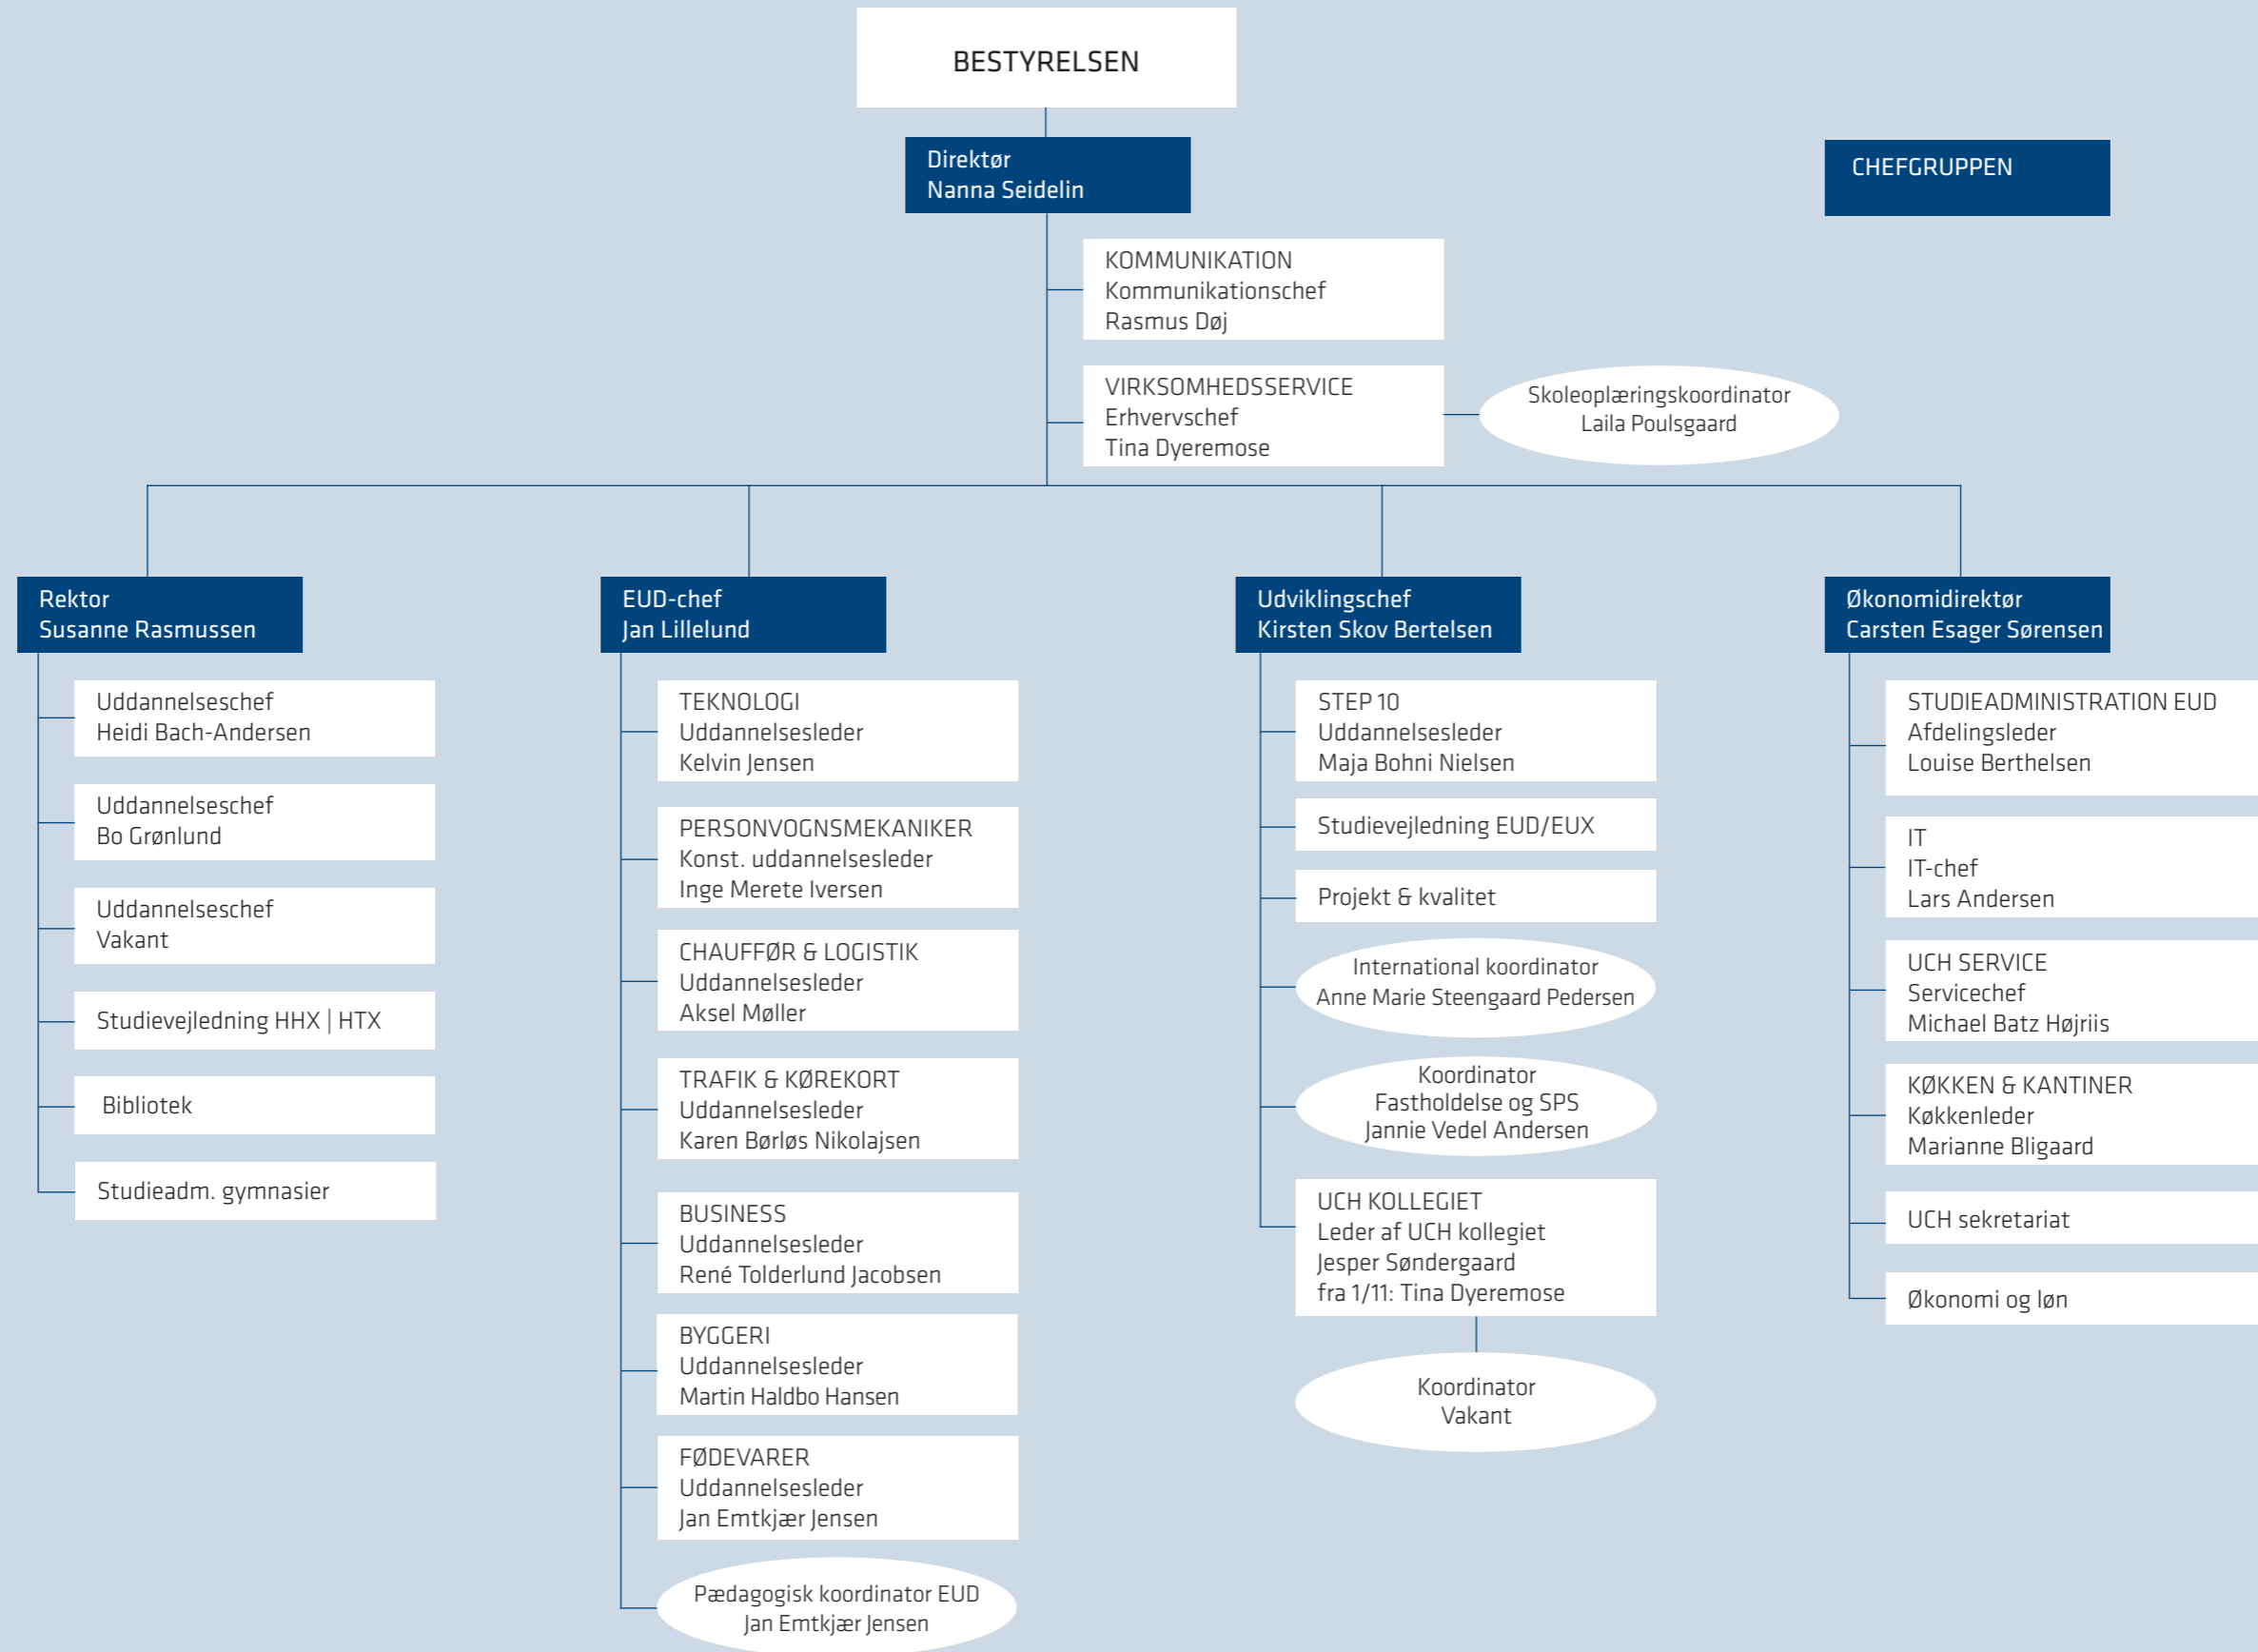 BESTYRELSEN
Direktør
Nanna Seidelin
CHEFGRUPPEN
KOMMUNIKATION
Kommunikationschef
Rasmus Døj
VIRKSOMHEDSSERVICE
Erhvervschef
Tina Dyeremose
Skoleoplæringskoordinator
Laila Poulsgaard
Rektor
Susanne Rasmussen
Uddannelseschef
Heidi Bach-Andersen
Uddannelseschef
Bo Grønlund
Uddannelseschef
Vakant
Studievejledning HHX | HTX
Bibliotek
Studieadm. gymnasier
EUD-chef
Jan Lillelund
TEKNOLOGI
Uddannelsesleder
Kelvin Jensen
PERSONVOGNSMEKANIKER
Konst. uddannelsesleder
Inge Merete Iversen
CHAUFFØR & LOGISTIK
Uddannelsesleder
Aksel Møller
TRAFIK & KØREKORT
Uddannelsesleder
Karen Børløs Nikolajsen
BUSINESS
Uddannelsesleder
René Tolderlund Jacobsen
BYGGERI
Uddannelsesleder
Martin Haldbo Hansen
FØDEVARER
Uddannelsesleder
Jan Emtkjær Jensen
Pædagogisk koordinator EUD
Jan Emtkjær Jensen
Udviklingschef
Kirsten Skov Bertelsen
STEP 10
Uddannelsesleder
Maja Bohni Nielsen
Studievejledning EUD/EUX
Projekt & kvalitet
International koordinator
Anne Marie Steengaard Pedersen
Koordinator
Fastholdelse og SPS
Jannie Vedel Andersen
UCH KOLLEGIET
Leder af UCH kollegiet
Jesper Søndergaard
fra 1/11: Tina Dyeremose
Koordinator
Vakant
Økonomidirektør
Carsten Esager Sørensen
STUDIEADMINISTRATION EUD
Afdelingsleder
Louise Berthelsen
IT
IT-chef
Lars Andersen
UCH SERVICE
Servicechef
Michael Batz Højriis
KØKKEN & KANTINER
Køkkenleder
Marianne Bligaard
UCH sekretariat
Økonomi og løn